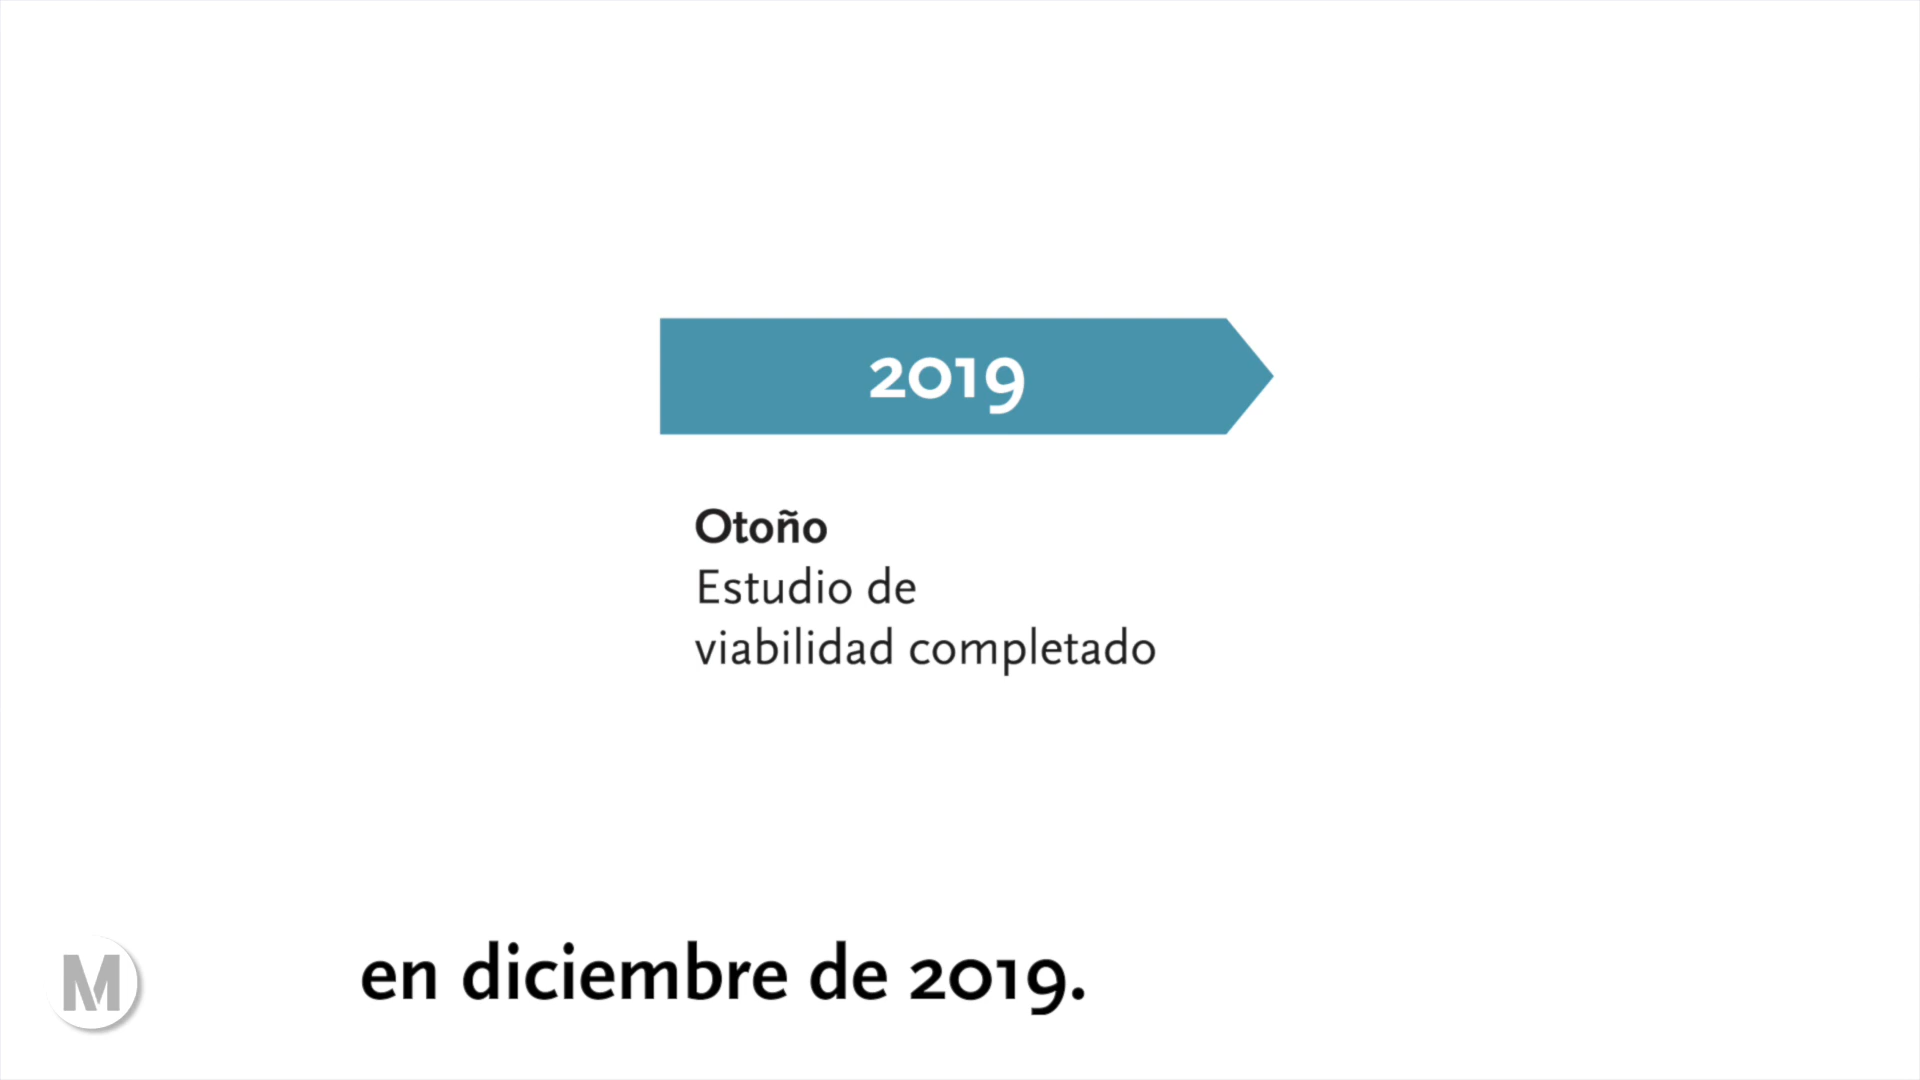 2019
Otoño
Estudio de
viabilidad completado
en diciembre de 2019.
M